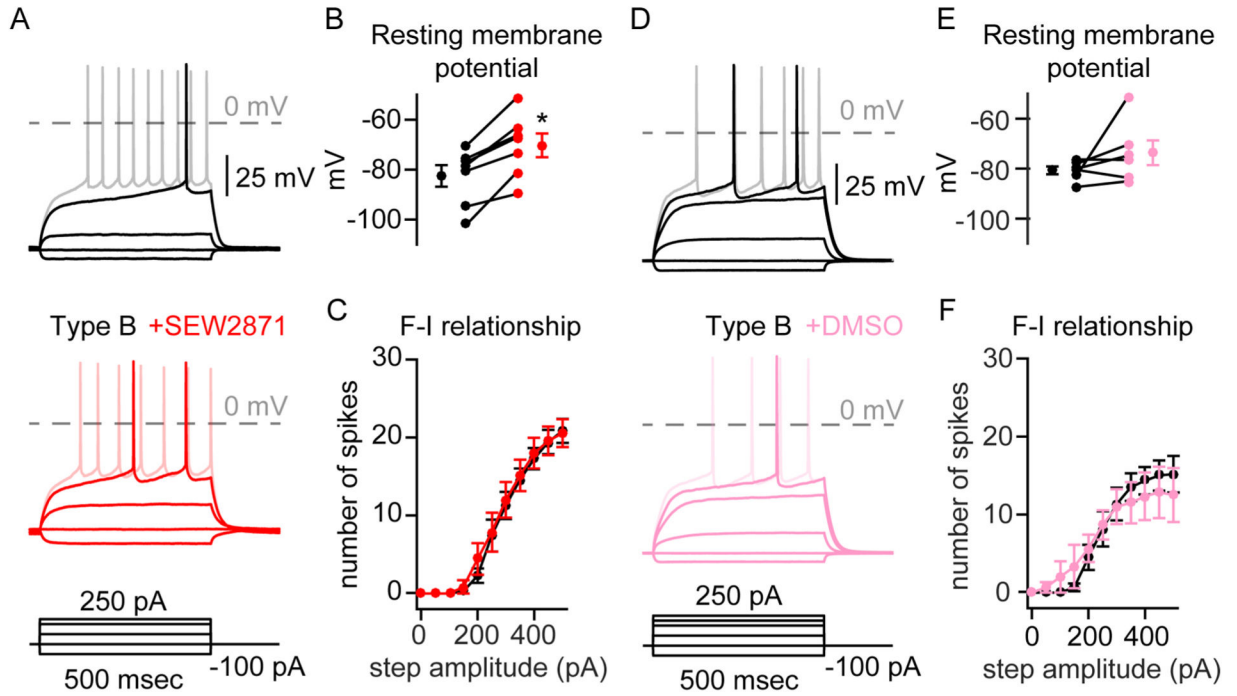 A
0 mV
25 mV
B
Resting membrane
potential
mV
-60
-80
-100
*
D
0 mV
25 mV
E
Resting membrane
potential
mV
-60
-80
-100
Type B +SEW2871
0 mV
250 pA
500 msec
-100 pA
C
F-I relationship
number of spikes
30
20
10
0
0 200 400
step amplitude (pA)
Type B +DMSO
0 mV
250 pA
500 msec
-100 pA
F
F-I relationship
number of spikes
30
20
10
0
0 200 400
step amplitude (pA)